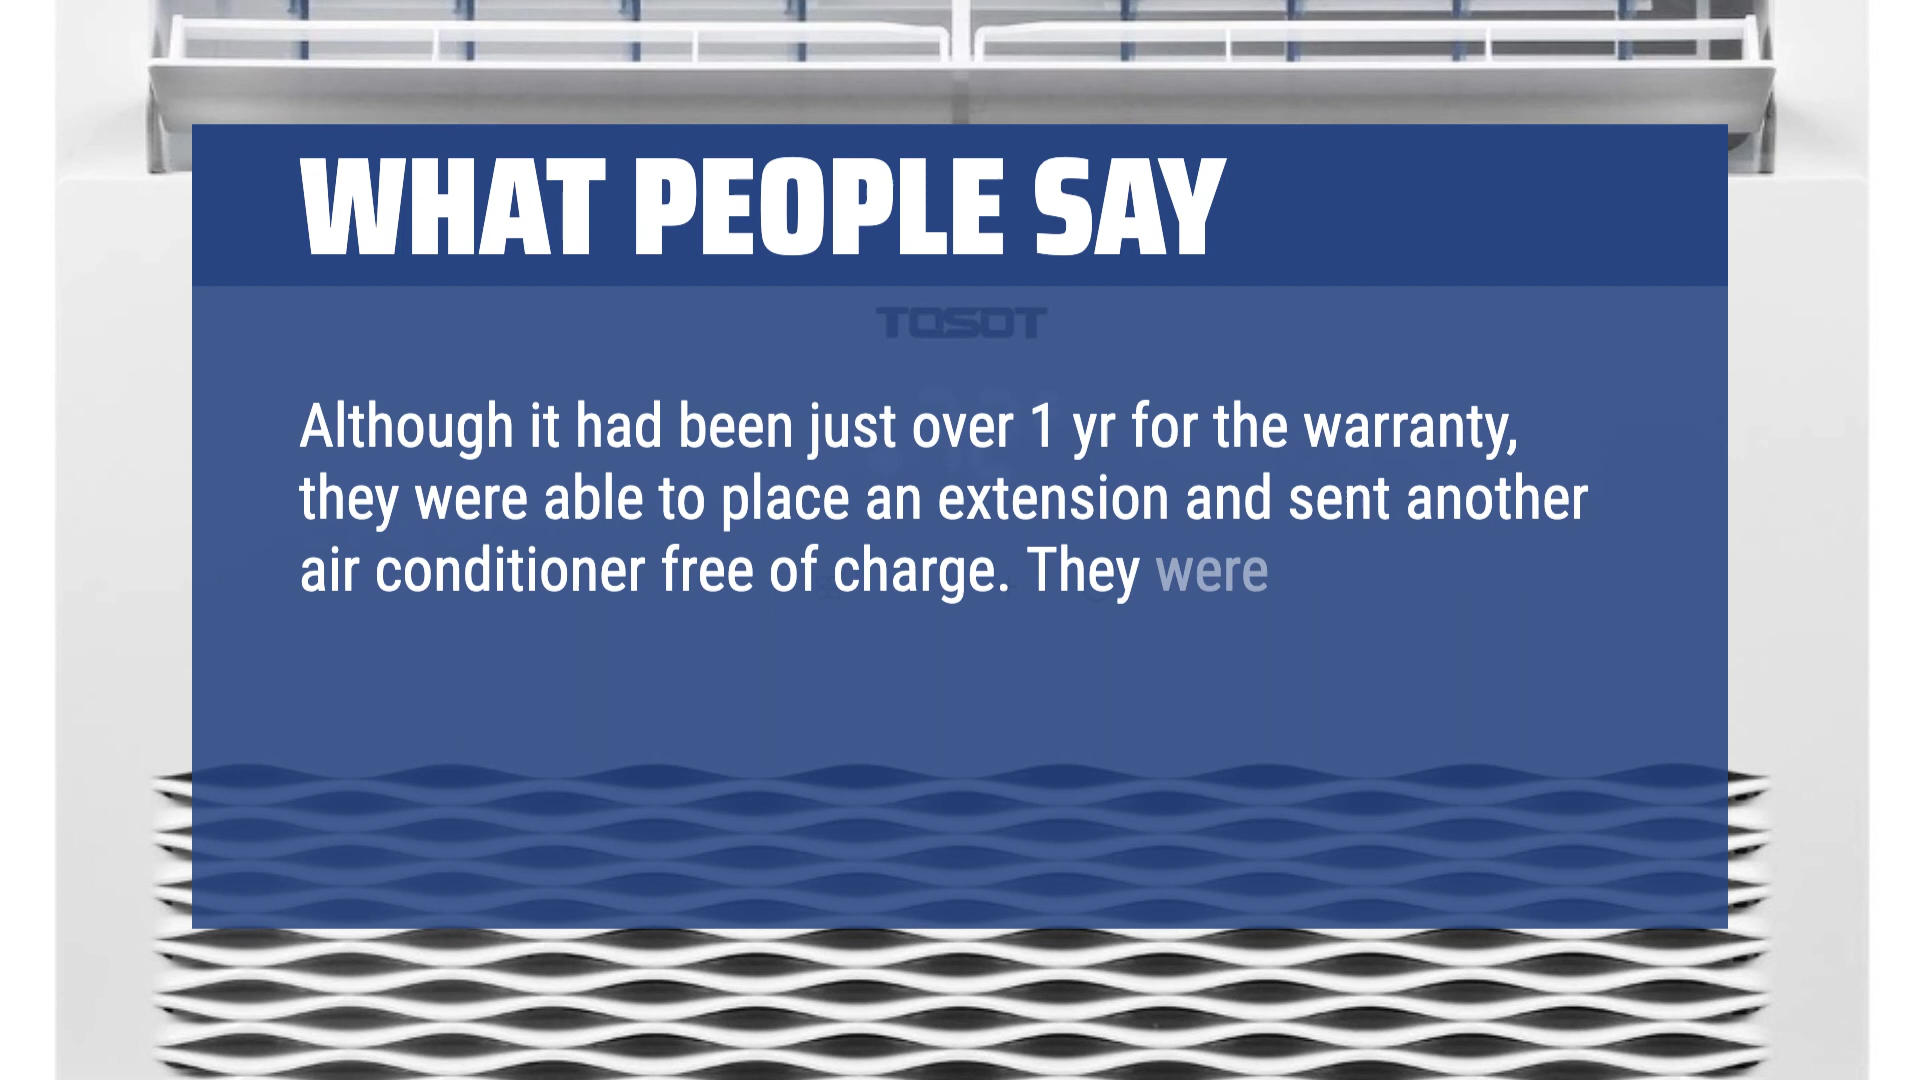 WHAT PEOPLE SAY
TOSOT
Although it had been just over 1 yr for the warranty,
they were able to place an extension and sent another
air conditioner free of charge. They were